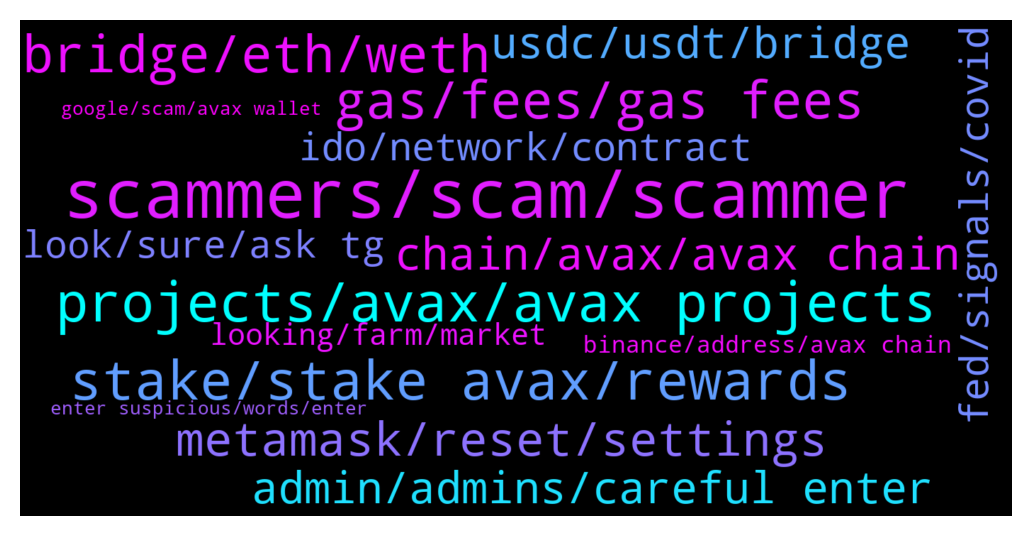 bridge/eth/weth
usdc/usdt/bridge
gas/fees/gas fees
google/scam/avax wallet
ido/network/contract
scammers/scam/scammer
look/sure/ask tg
chain/avax/avax chain
projects/avax/avax projects
looking/farm/market
binance/address/avax chain
stake/stake avax/rewards
enter suspicious/words/enter
metamask/reset/settings
admin/admins/careful enter
fed/signals/covid